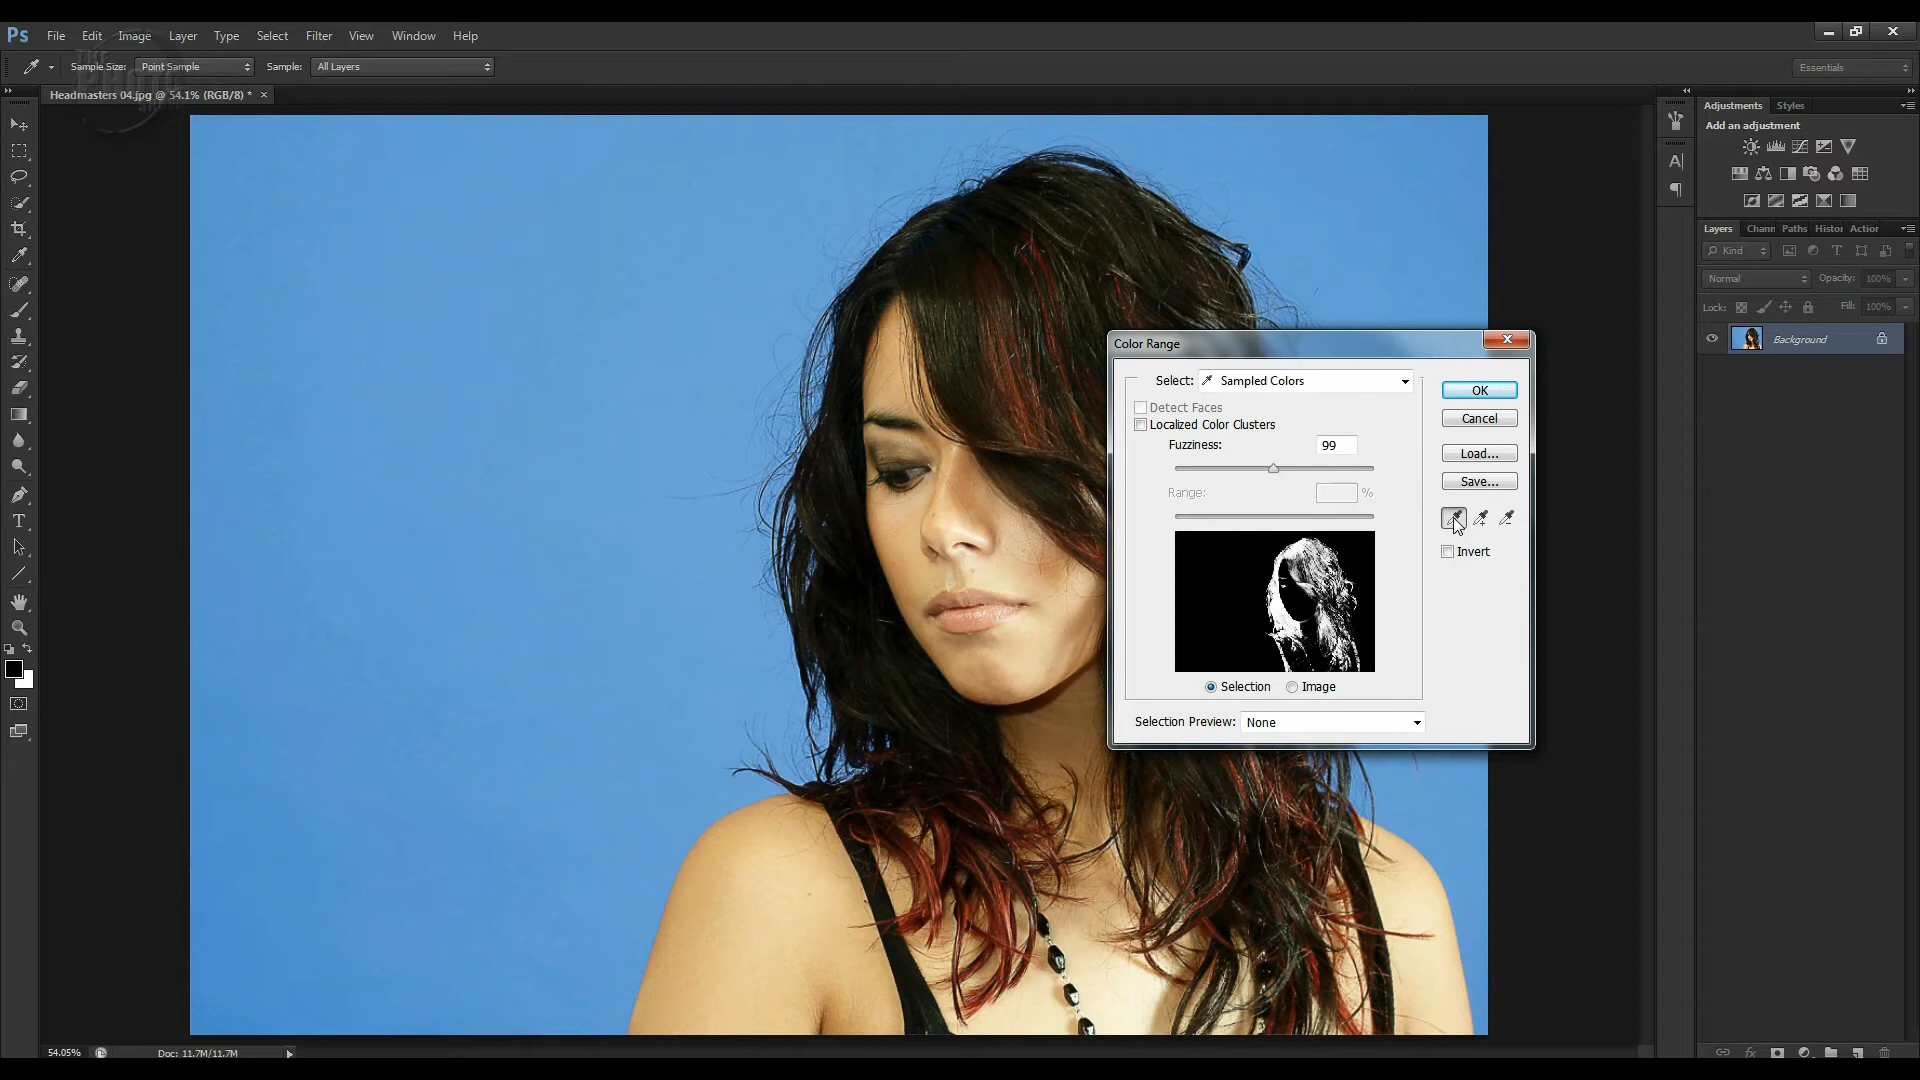 Ps File Edit Image Layer Type Select Filter View Window Help
Sample Size: Point Sample Sample: All Layers Essentials
THE PHOTO
Headmasters 04.jpg @ 54.1% (RGB/8) * ×
Adjustments Styles
Add an adjustment
Layers Chann Paths Histor Action
Kind
Normal Opacity: 100%
Lock: Fill: 100%
Background
Color Range
Select: Sampled Colors
OK
Detect Faces
Cancel
Localized Color Clusters
Fuzziness: 99
Load...
Save...
Range: %
Invert
Selection Image
Selection Preview: None
54.05% Doc: 11.7M/11.7M